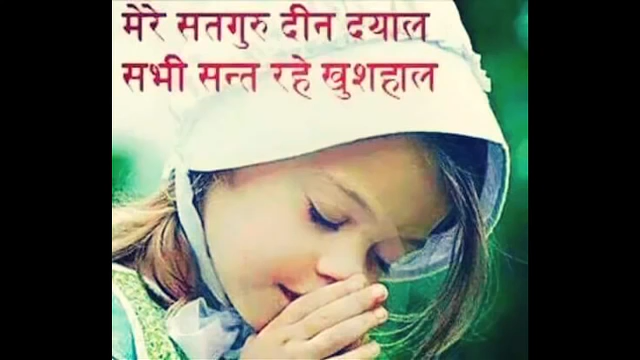 मेरे सतगुरु दीन दयाल
सभी सन्त रहे खुशहाल